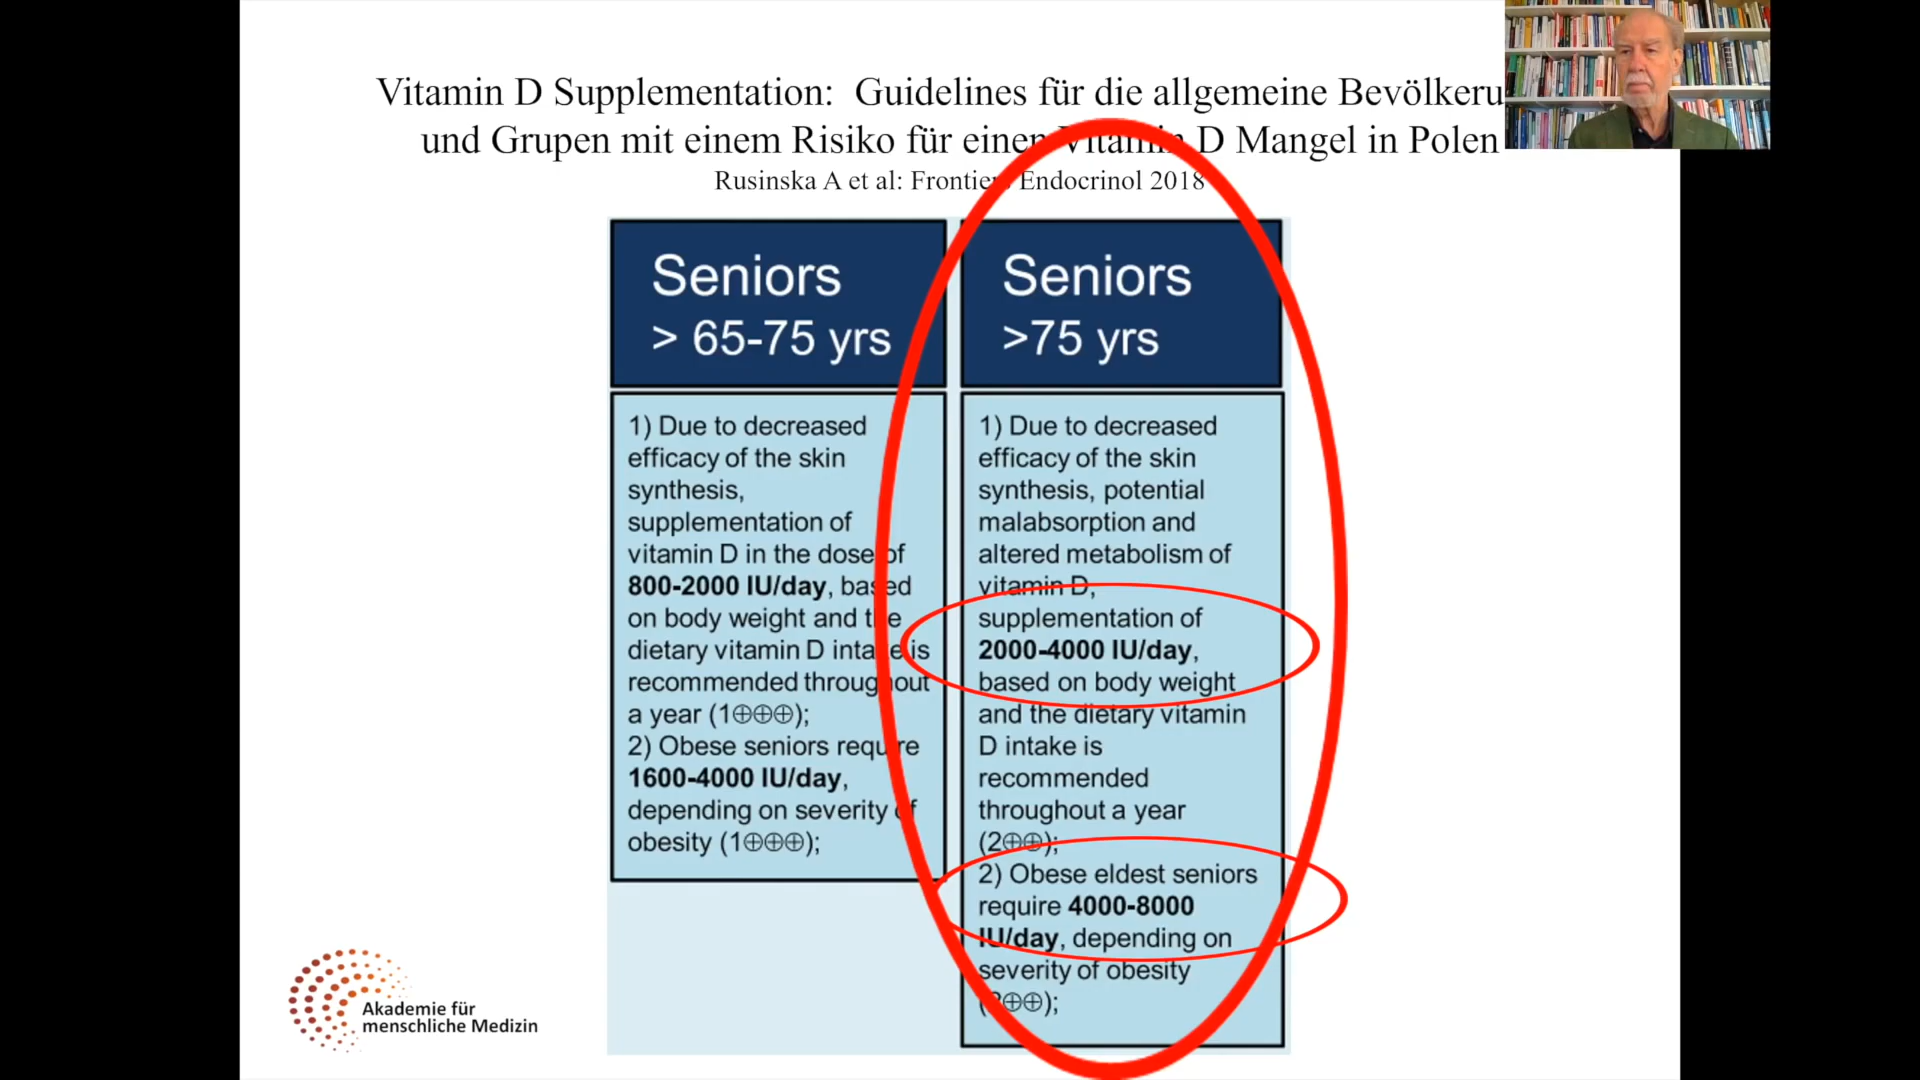 Vitamin D Supplementation: Guidelines für die allgemeine Bevölkeru
und Grupen mit einem Risiko für einen Vitamin D Mangel in Polen
Rusinska A et al: Frontiers Endocrinol 2018
Seniors
> 65-75 yrs
1) Due to decreased
efficacy of the skin
synthesis,
supplementation of
vitamin D in the dose of
800-2000 IU/day, based
on body weight and the
dietary vitamin D intake is
recommended throughout
a year (1⊕⊕⊕);
2) Obese seniors require
1600-4000 IU/day,
depending on severity of
obesity (1⊕⊕⊕);
Seniors
>75 yrs
1) Due to decreased
efficacy of the skin
synthesis, potential
malabsorption and
altered metabolism of
vitamin D,
supplementation of
2000-4000 IU/day,
based on body weight
and the dietary vitamin
D intake is
recommended
throughout a year
(2⊕⊕);
2) Obese eldest seniors
require 4000-8000
IU/day, depending on
severity of obesity
(2⊕⊕);
Akademie für
menschliche Medizin